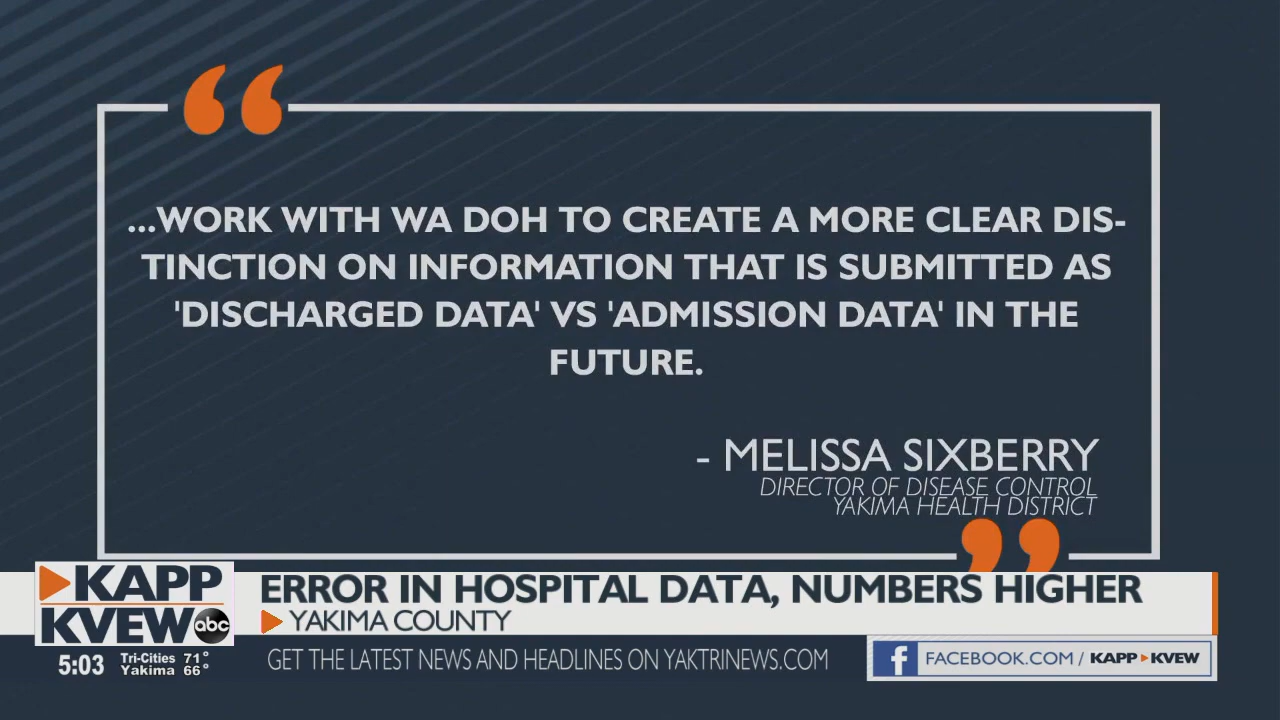 “
...WORK WITH WA DOH TO CREATE A MORE CLEAR DIS-
TINCTION ON INFORMATION THAT IS SUBMITTED AS
'DISCHARGED DATA' VS 'ADMISSION DATA' IN THE
FUTURE.
- MELISSA SIXBERRY
DIRECTOR OF DISEASE CONTROL
YAKIMA HEALTH DISTRICT
”
KAPP
KVEW abc
ERROR IN HOSPITAL DATA, NUMBERS HIGHER
YAKIMA COUNTY
5:03
Tri-Cities 71°
Yakima 66°
GET THE LATEST NEWS AND HEADLINES ON YAKTRINEWS.COM
f FACEBOOK.COM / KAPP KVEW